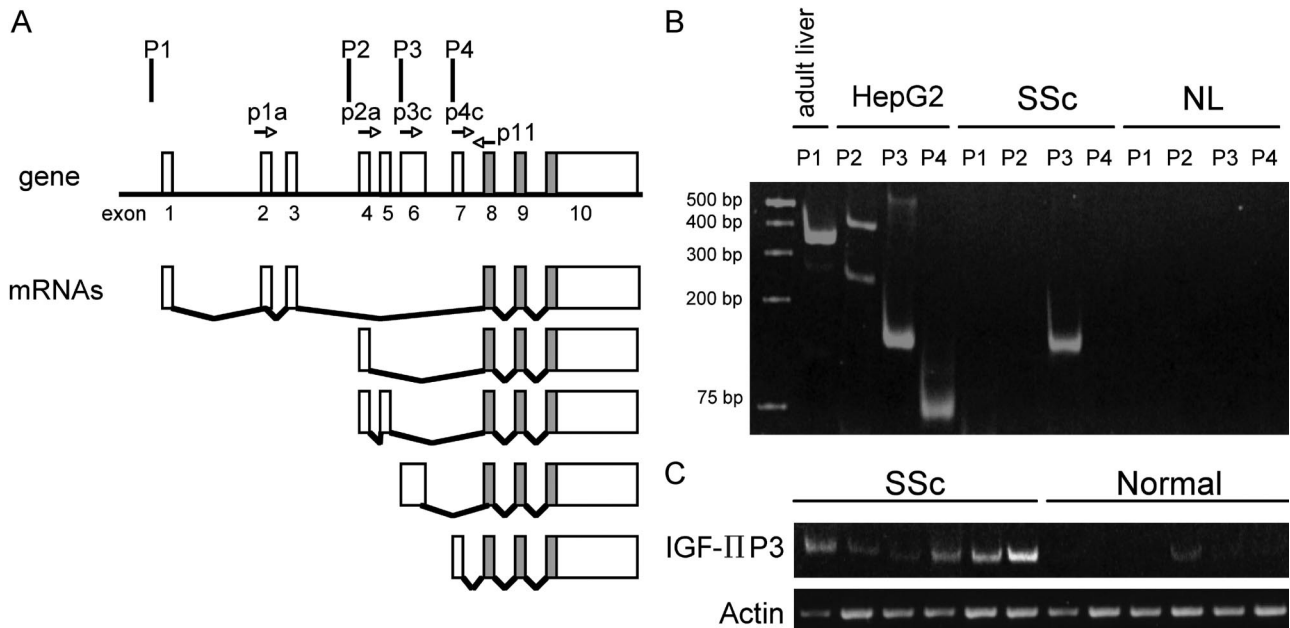 A
P1 P2 P3 P4
p1a p2a p3c p4c
p11
gene
exon 1 2 3 4 5 6 7 8 9 10
mRNAs
B
adult liver HepG2 SSc NL
P1 P2 P3 P4 P1 P2 P3 P4 P1 P2 P3 P4
500 bp
400 bp
300 bp
200 bp
75 bp
C
SSc Normal
IGF-II P3
Actin